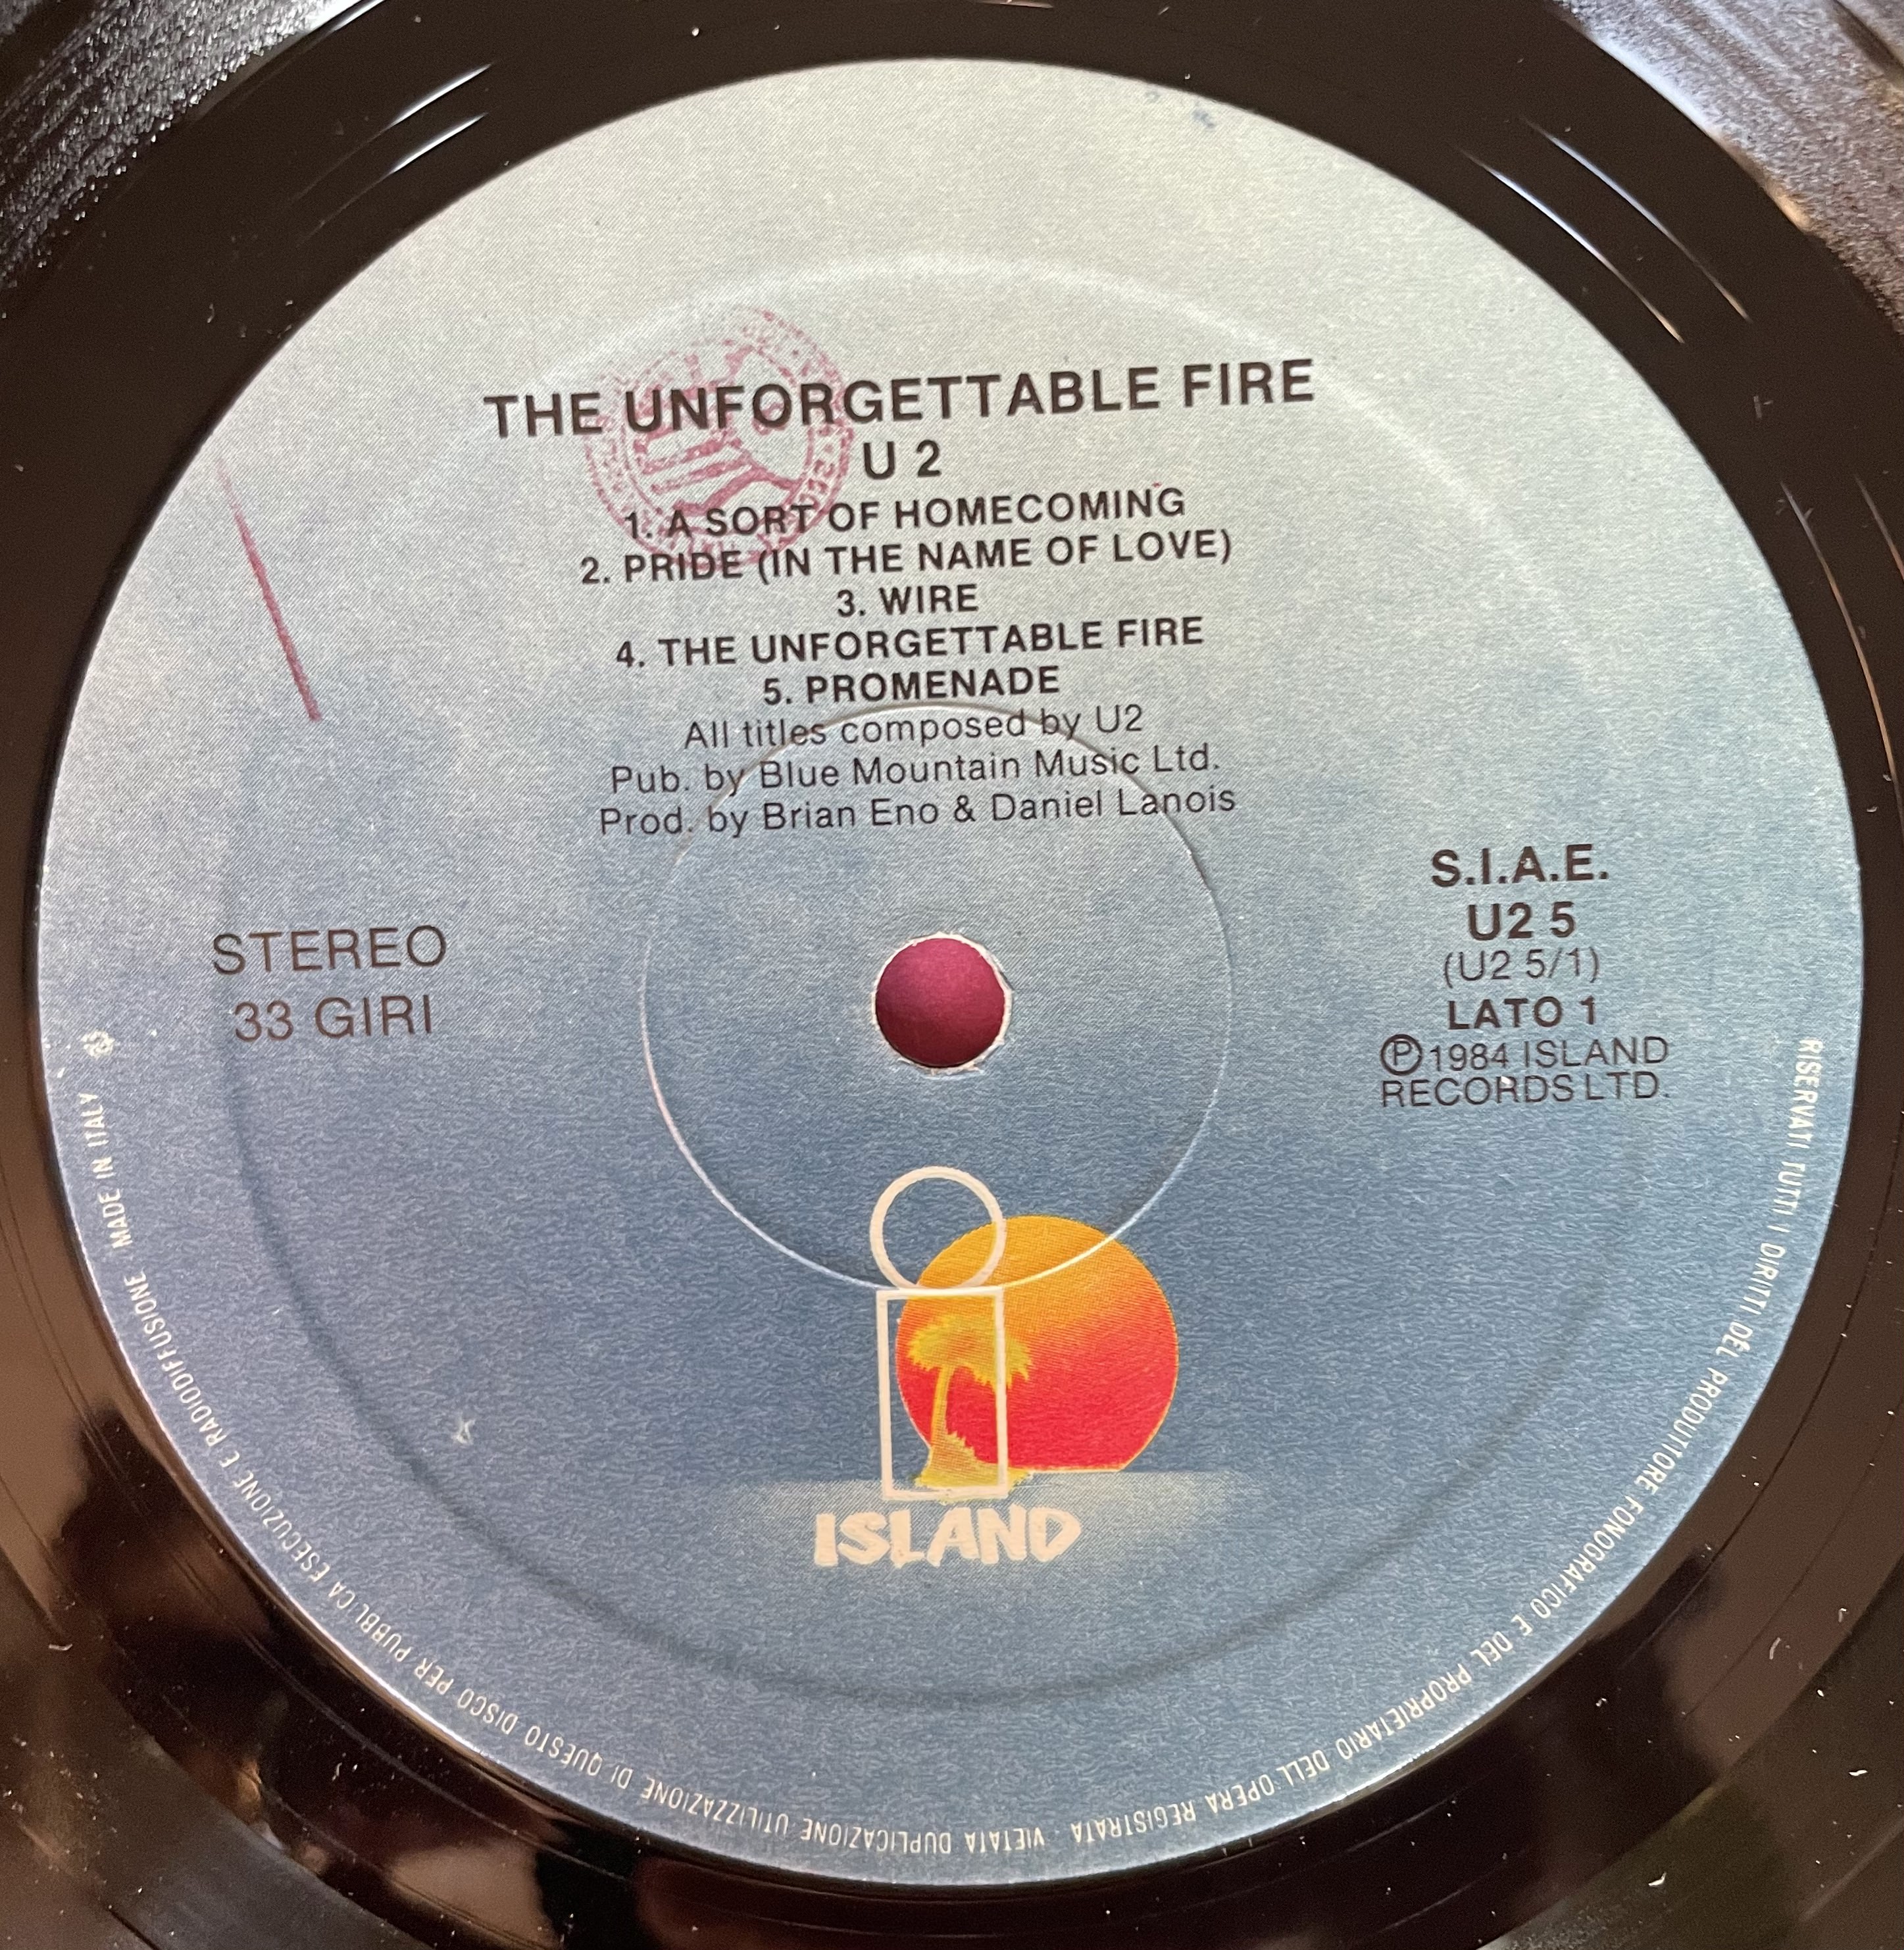 THE UNFORGETTABLE FIRE
U 2
1. A SORT OF HOMECOMING
2. PRIDE (IN THE NAME OF LOVE)
3. WIRE
4. THE UNFORGETTABLE FIRE
5. PROMENADE
All titles composed by U2
Pub. by Blue Mountain Music Ltd.
Prod. by Brian Eno & Daniel Lanois
STEREO
33 GIRI
S.I.A.E.
U2 5
(U2 5/1)
LATO 1
Ⓟ1984 ISLAND
RECORDS LTD.
ISLAND
RISERVATI TUTTI I DIRITTI DEL PRODUTTORE FONOGRAFICO E DEL PROPRIETARIO DELL'OPERA REGISTRATA · VIETATA DUPLICAZIONE UTILIZZAZIONE DI QUESTO DISCO PER PUBBLICA ESECUZIONE E RADIODIFFUSIONE MADE IN ITALY